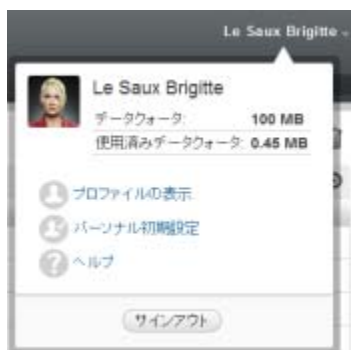 Le Saux Brigitte
Le Saux Brigitte
データクォータ: 100 MB
使用済みデータクォータ: 0.45 MB
プロファイルの表示
パーソナル初期設定
ヘルプ
サインアウト